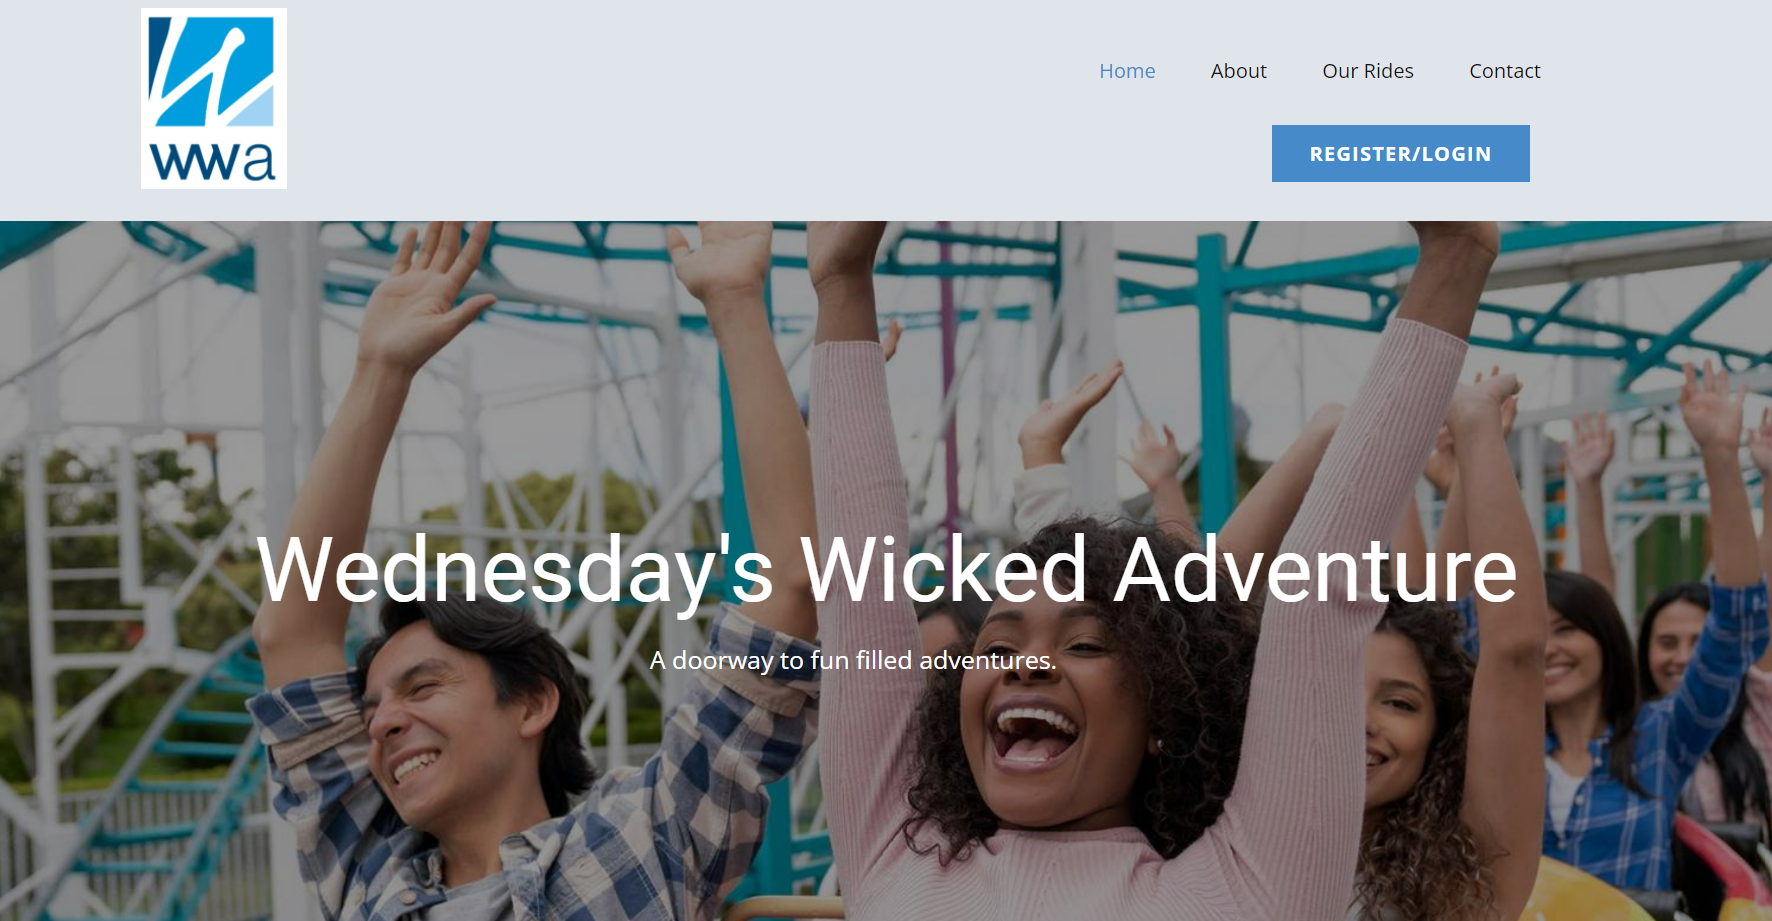 wwa
Home About Our Rides Contact
REGISTER/LOGIN
Wednesday's Wicked Adventure
A doorway to fun filled adventures.